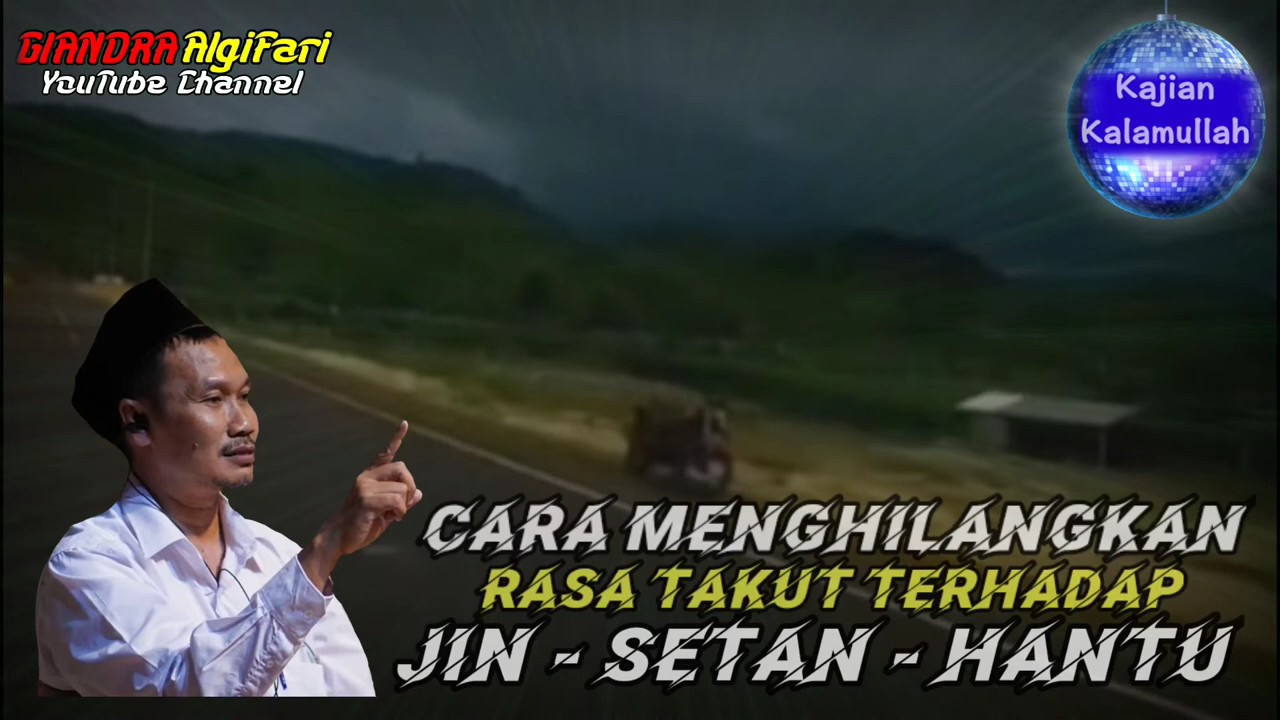 GIANDRA AlgiFari
YouTube Channel
Kajian
Kalamullah
CARA MENGHILANGKAN
RASA TAKUT TERHADAP
JIN - SETAN - HANTU